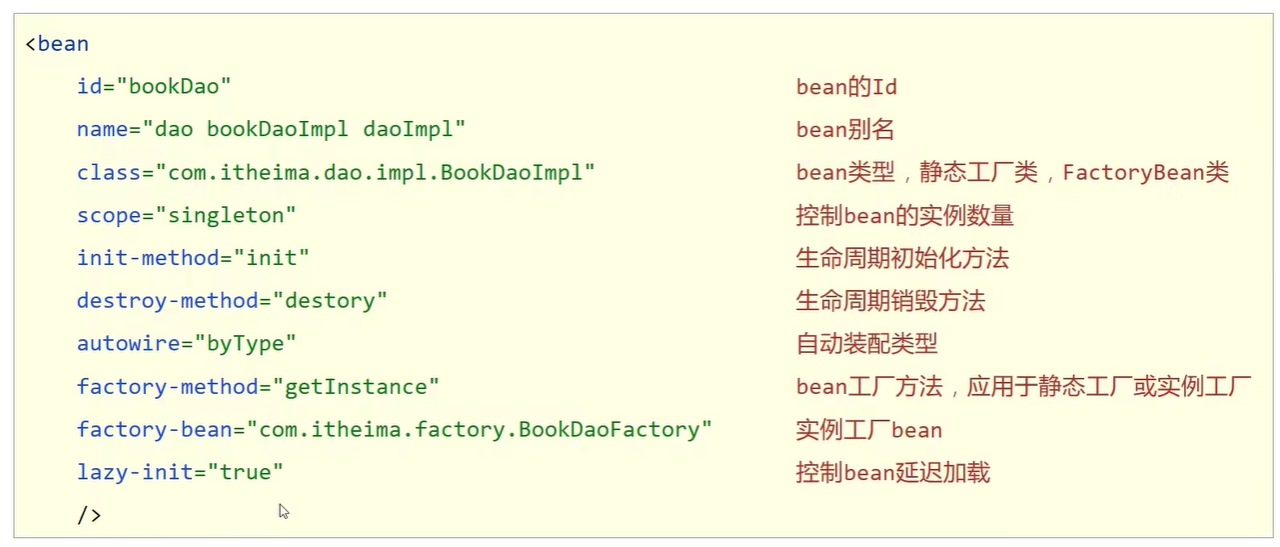 <bean
id="bookDao" bean的Id
name="dao bookDaoImpl daoImpl" bean别名
class="com.itheima.dao.impl.BookDaoImpl" bean类型，静态工厂类，FactoryBean类
scope="singleton" 控制bean的实例数量
init-method="init" 生命周期初始化方法
destroy-method="destory" 生命周期销毁方法
autowire="byType" 自动装配类型
factory-method="getInstance" bean工厂方法，应用于静态工厂或实例工厂
factory-bean="com.itheima.factory.BookDaoFactory" 实例工厂bean
lazy-init="true" 控制bean延迟加载
/>